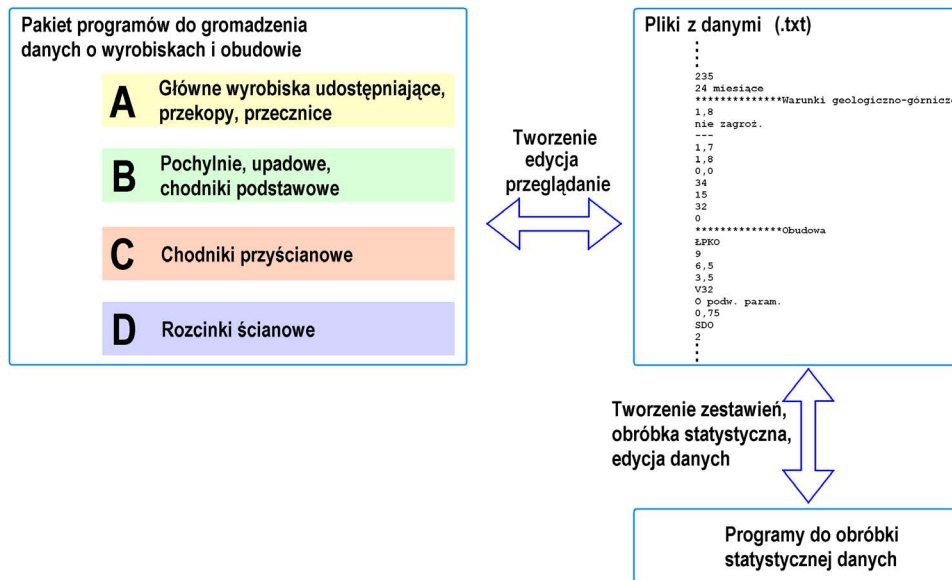 Pakiet programów do gromadzenia
danych o wyrobiskach i obudowie
A
Główne wyrobiska udostępniające,
przekopy, przecznice
B
Pochylnie, upadowe,
chodniki podstawowe
C
Chodniki przyścianowe
D
Rozcinki ścianowe
Tworzenie
edycja
przeglądanie
Pliki z danymi (.txt)
235
24 miesiące
**************Warunki geologiczno-górnicze
1,8
nie zagroż.
---
1,7
1,8
0,0
34
15
32
0
**************Obudowa
ŁPKO
9
6,5
3,5
V32
O podw. param.
0,75
SDO
2
Tworzenie zestawień,
obróbka statystyczna,
edycja danych
Programy do obróbki
statystycznej danych